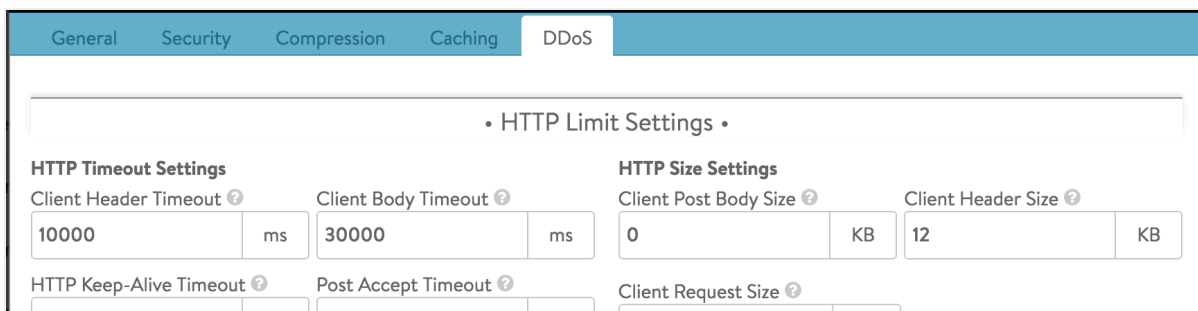 General Security Compression Caching DDoS
• HTTP Limit Settings •
HTTP Timeout Settings HTTP Size Settings
Client Header Timeout ? Client Body Timeout ? Client Post Body Size ? Client Header Size ?
10000 ms 30000 ms 0 KB 12 KB
HTTP Keep-Alive Timeout ? Post Accept Timeout ? Client Request Size ?